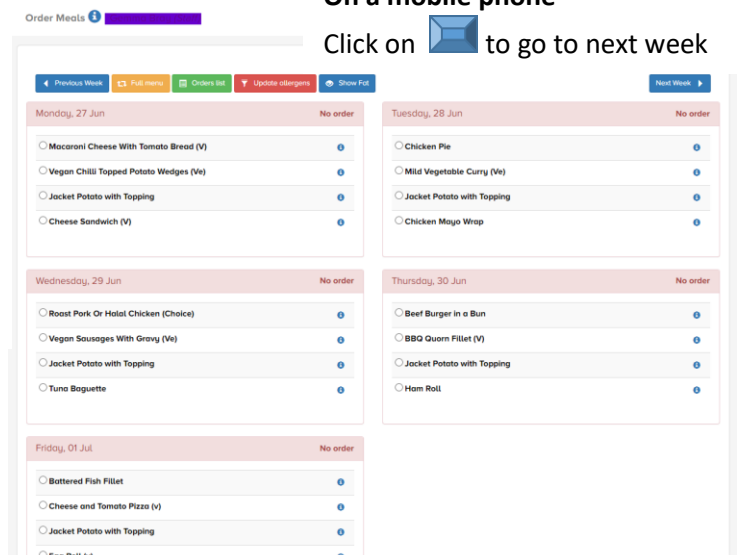 On a mobile phone
Order Meals
Click on to go to next week
Previous Week Full menu Orders list Update allergens Show Fat Next Week
Monday, 27 Jun No order
Macaroni Cheese With Tomato Bread (V)
Vegan Chilli Topped Potato Wedges (Ve)
Jacket Potato with Topping
Cheese Sandwich (V)
Tuesday, 28 Jun No order
Chicken Pie
Mild Vegetable Curry (Ve)
Jacket Potato with Topping
Chicken Mayo Wrap
Wednesday, 29 Jun No order
Roast Pork Or Halal Chicken (Choice)
Vegan Sausages With Gravy (Ve)
Jacket Potato with Topping
Tuna Baguette
Thursday, 30 Jun No order
Beef Burger in a Bun
BBQ Quorn Fillet (V)
Jacket Potato with Topping
Ham Roll
Friday, 01 Jul No order
Battered Fish Fillet
Cheese and Tomato Pizza (v)
Jacket Potato with Topping